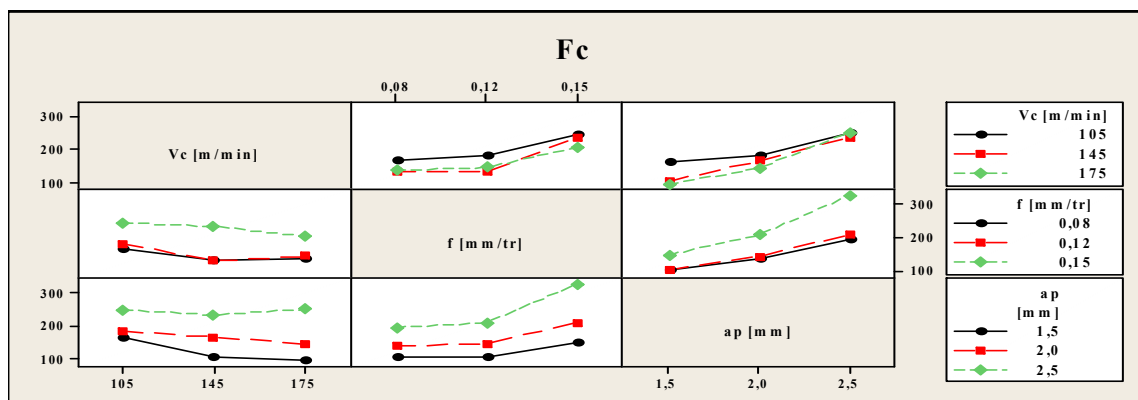 Fc
0,08 0,12 0,15
300
200
100
Vc [m/min]
Vc [m/min]
105
145
175
f [mm/tr]
300
200
100
f [mm/tr]
0,08
0,12
0,15
300
200
100
ap [mm]
ap
[mm]
1,5
2,0
2,5
105 145 175
1,5 2,0 2,5